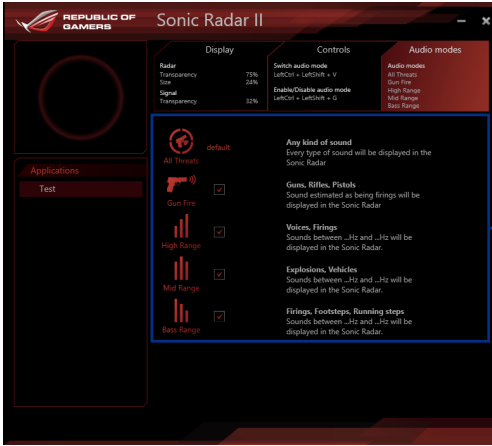 REPUBLIC OF
GAMERS
Sonic Radar II
Display
Radar
Transparency 75%
Size 24%
Signal
Transparency 32%
Controls
Switch audio mode
LeftCtrl + LeftShift + V
Enable/Disable audio mode
LeftCtrl + LeftShift + G
Audio modes
Audio modes
All Threats
Gun Fire
High Range
Mid Range
Bass Range
Applications
Test
All Threats
default
Any kind of sound
Every type of sound will be displayed in the
Sonic Radar
Gun Fire
Guns, Rifles, Pistols
Sound estimated as being firings will be
displayed in the Sonic Radar
High Range
Voices, Firings
Sounds between ...Hz and ...Hz will be
displayed in the Sonic Radar.
Mid Range
Explosions, Vehicles
Sounds between ...Hz and ...Hz will be
displayed in the Sonic Radar.
Bass Range
Firings, Footsteps, Running steps
Sounds between ...Hz and ...Hz will be
displayed in the Sonic Radar.